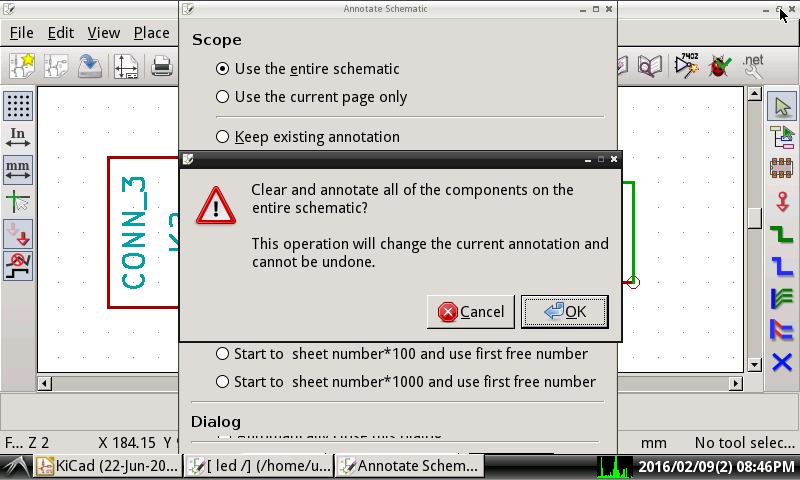 Annotate Schematic
File Edit View Place
Scope
Use the entire schematic
Use the current page only
Keep existing annotation
7402
.net
In
mm
CONN_3
Clear and annotate all of the components on the
entire schematic?
This operation will change the current annotation and
cannot be undone.
Cancel OK
Start to sheet number*100 and use first free number
Start to sheet number*1000 and use first free number
Dialog
Automatically close this dialog
F... Z 2 X 184.15 Y mm No tool selec...
KiCad (22-Jun-20... [ led /] (/home/u... Annotate Schem... 2016/02/09(2) 08:46PM